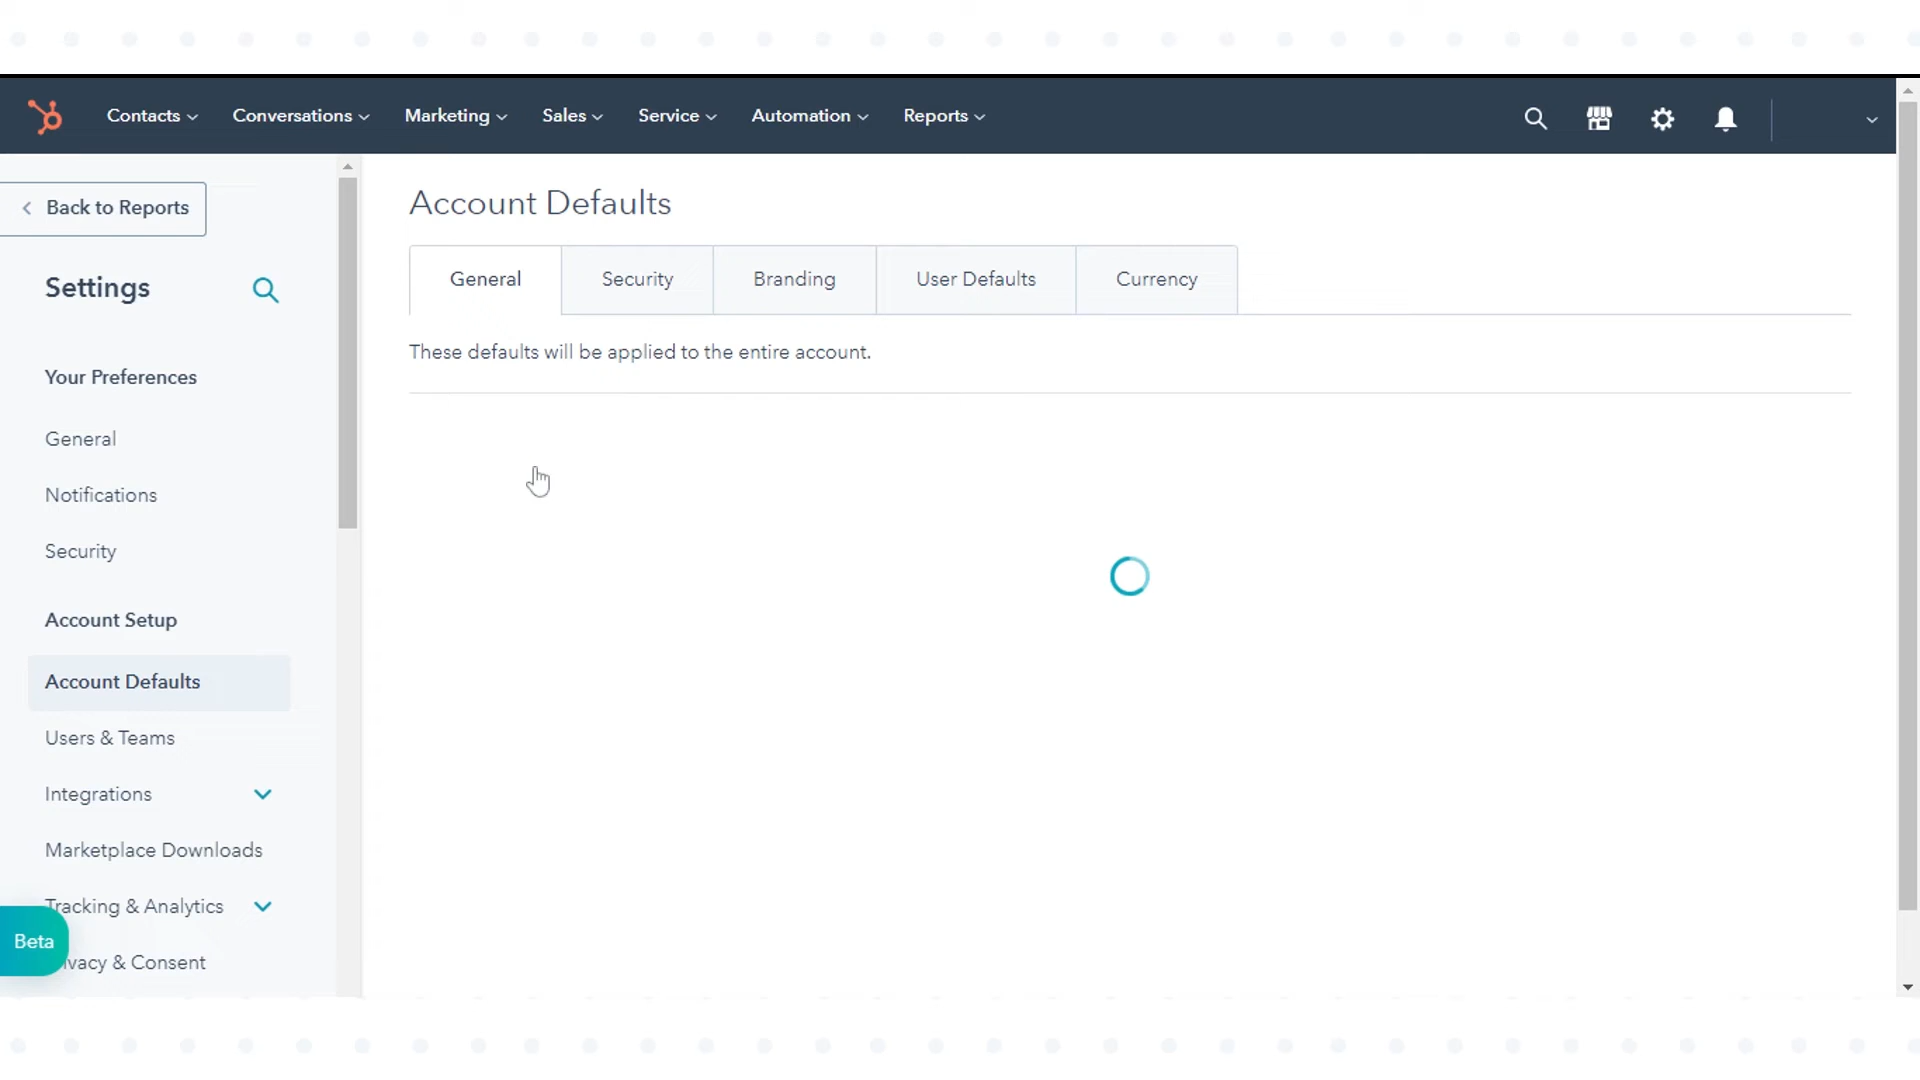 Contacts Conversations Marketing Sales Service Automation Reports
Back to Reports
Settings
Your Preferences
General
Notifications
Security
Account Setup
Account Defaults
Users & Teams
Integrations
Marketplace Downloads
Tracking & Analytics
Beta
vacy & Consent
Account Defaults
General Security Branding User Defaults Currency
These defaults will be applied to the entire account.